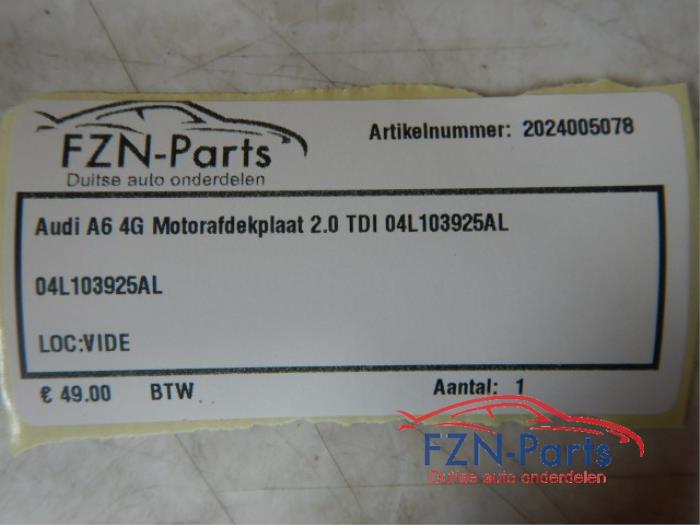 FZN-Parts
Duitse auto onderdelen
Artikelnummer: 2024005078
Audi A6 4G Motorafdekplaat 2.0 TDI 04L103925AL
04L103925AL
LOC:VIDE
€ 49.00 BTW Aantal: 1
FZN-Parts
Duitse auto onderdelen